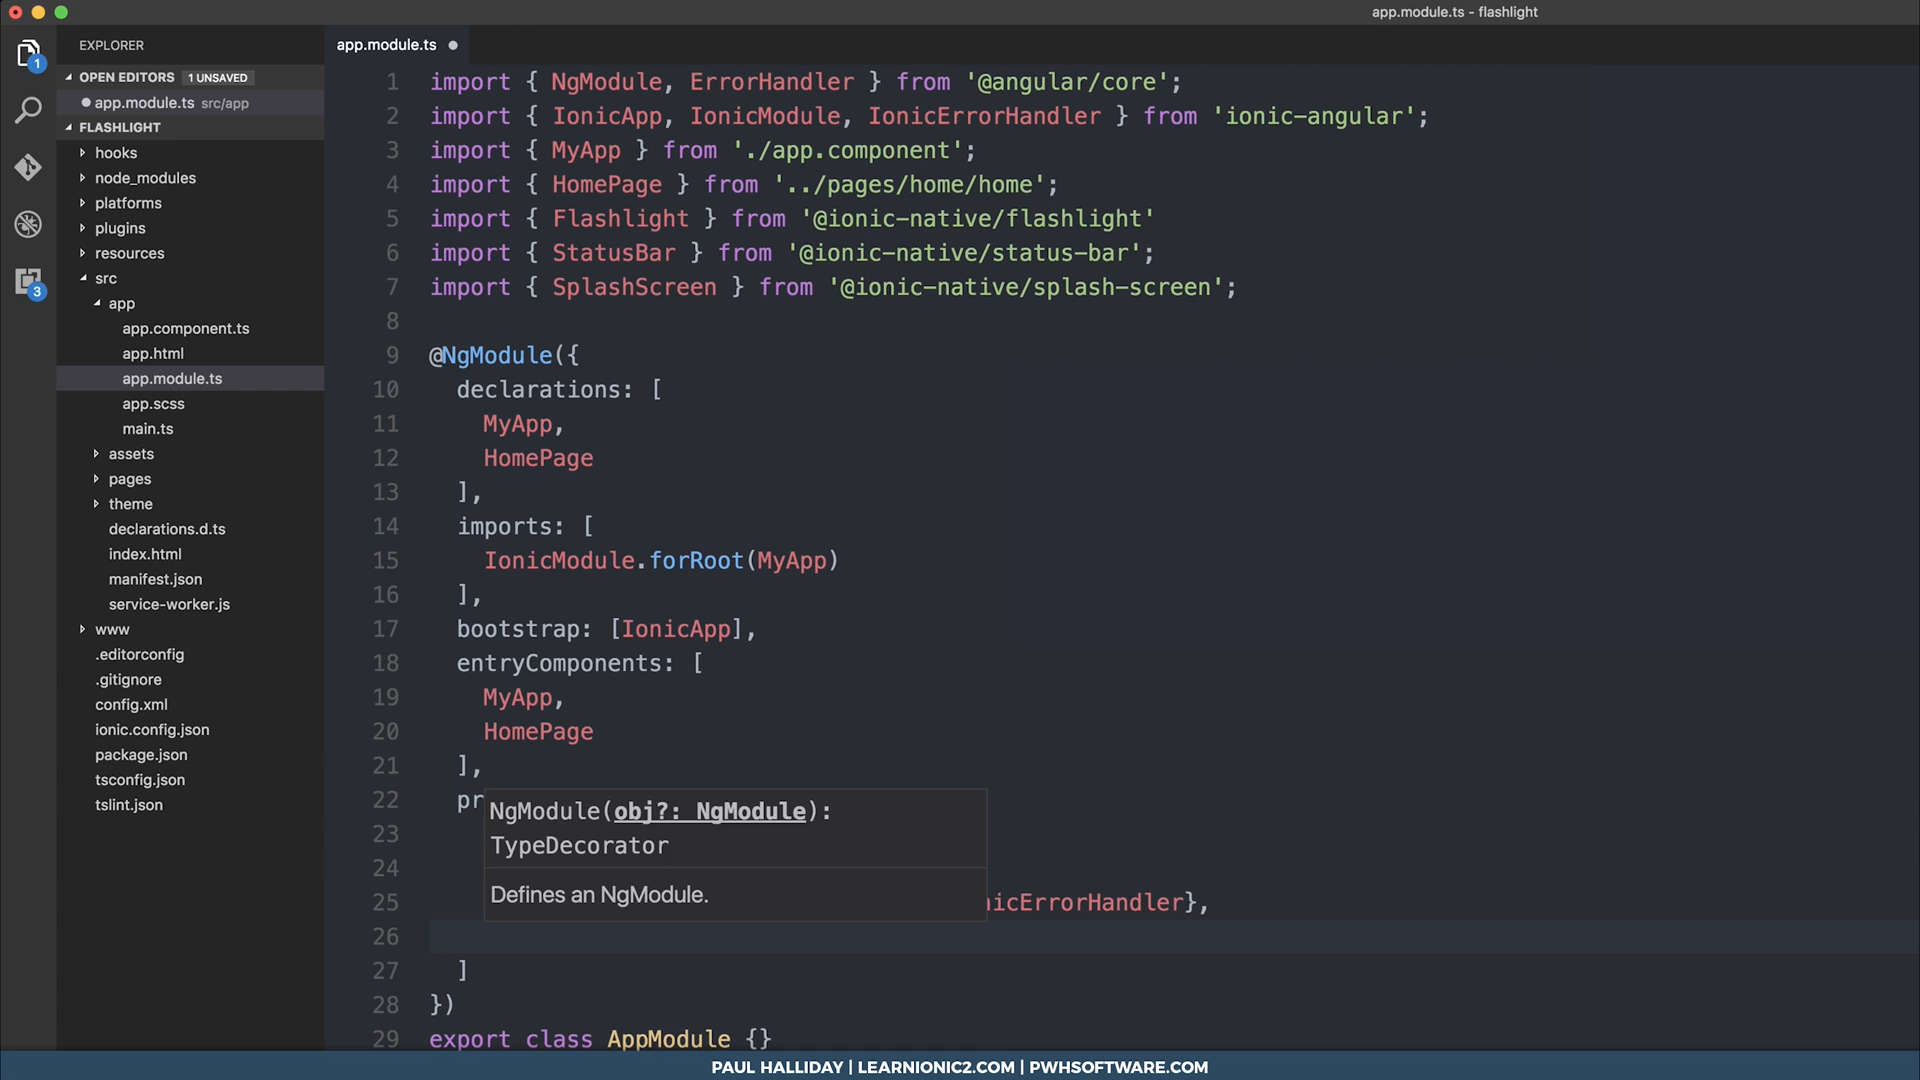 app.module.ts - flashlight
EXPLORER
OPEN EDITORS 1 UNSAVED
app.module.ts src/app
FLASHLIGHT
hooks
node_modules
platforms
plugins
resources
src
app
app.component.ts
app.html
app.module.ts
app.scss
main.ts
assets
pages
theme
declarations.d.ts
index.html
manifest.json
service-worker.js
www
.editorconfig
.gitignore
config.xml
ionic.config.json
package.json
tsconfig.json
tslint.json
1
3
app.module.ts
1 import { NgModule, ErrorHandler } from '@angular/core';
2 import { IonicApp, IonicModule, IonicErrorHandler } from 'ionic-angular';
3 import { MyApp } from './app.component';
4 import { HomePage } from '../pages/home/home';
5 import { Flashlight } from '@ionic-native/flashlight'
6 import { StatusBar } from '@ionic-native/status-bar';
7 import { SplashScreen } from '@ionic-native/splash-screen';
8
9 @NgModule({
10 declarations: [
11 MyApp,
12 HomePage
13 ],
14 imports: [
15 IonicModule.forRoot(MyApp)
16 ],
17 bootstrap: [IonicApp],
18 entryComponents: [
19 MyApp,
20 HomePage
21 ],
22 pr
NgModule(obj?: NgModule):
23
TypeDecorator
24
Defines an NgModule.
25 nicErrorHandler},
26
27 ]
28 })
29 export class AppModule {}
PAUL HALLIDAY | LEARNIONIC2.COM | PWHSOFTWARE.COM